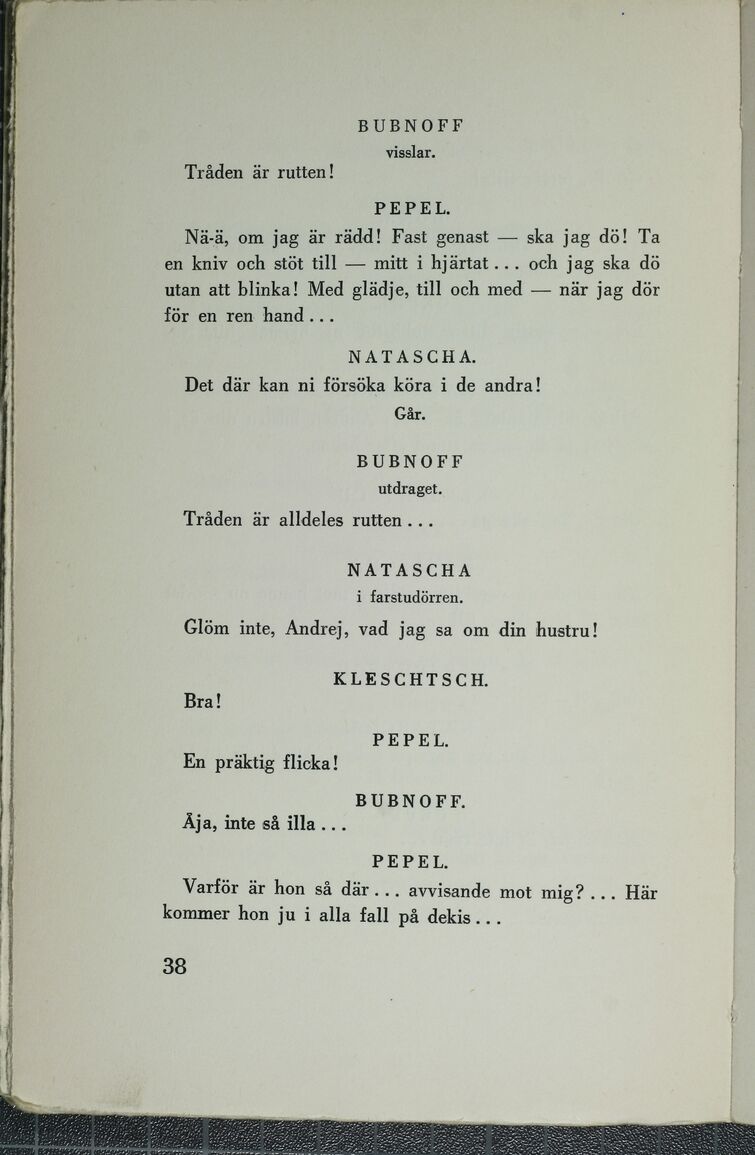 BUBNOFF
visslar.
Tråden är rutten!
PEPEL.
Nä-ä, om jag är rädd! Fast genast — ska jag dö! Ta
en kniv och stöt till — mitt i hjärtat... och jag ska dö
utan att blinka! Med glädje, till och med — när jag dör
för en ren hand...
NATASCHA.
Det där kan ni försöka köra i de andra!
Går.
BUBNOFF
utdraget.
Tråden är alldeles rutten...
NATASCHA
i farstudörren.
Glöm inte, Andrej, vad jag sa om din hustru!
KLESCHTSCH.
Bra!
PEPEL.
En präktig flicka!
BUBNOFF.
Äja, inte så illa...
PEPEL.
Varför är hon så där... avvisande mot mig?... Här
kommer hon ju i alla fall på dekis...
38